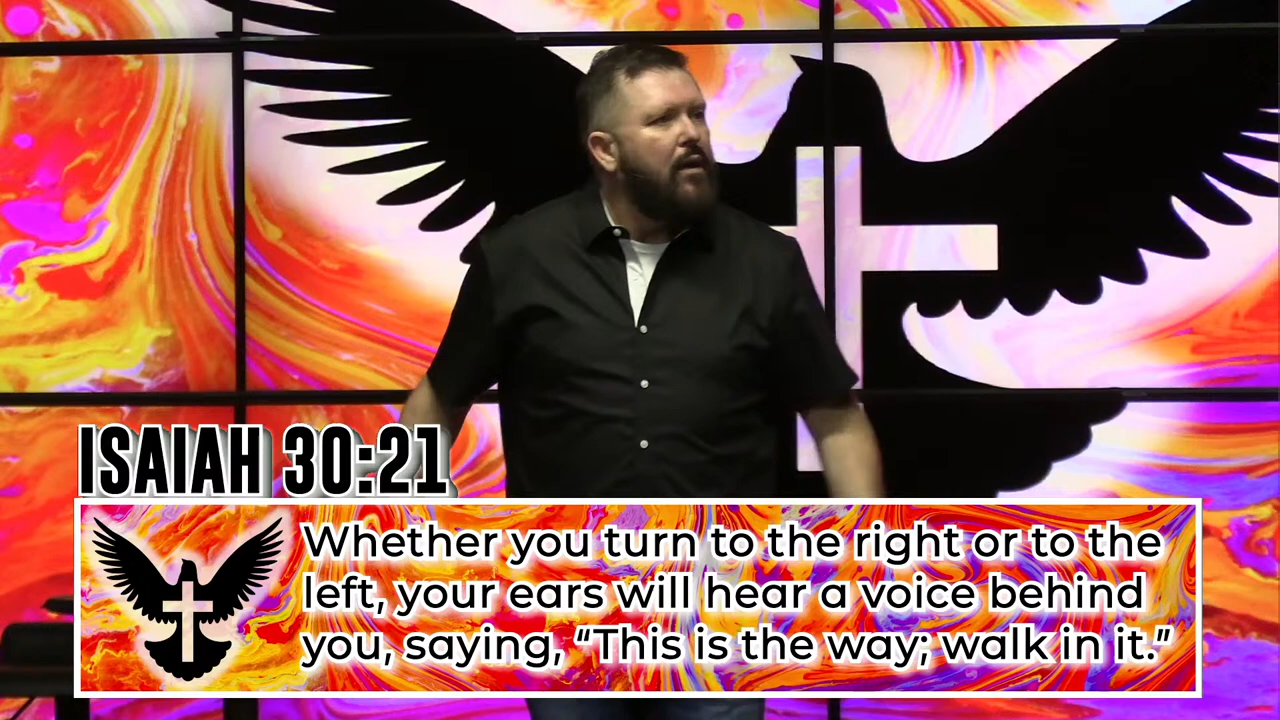 ISAIAH 30:21
Whether you turn to the right or to the
left, your ears will hear a voice behind
you, saying, “This is the way; walk in it.”